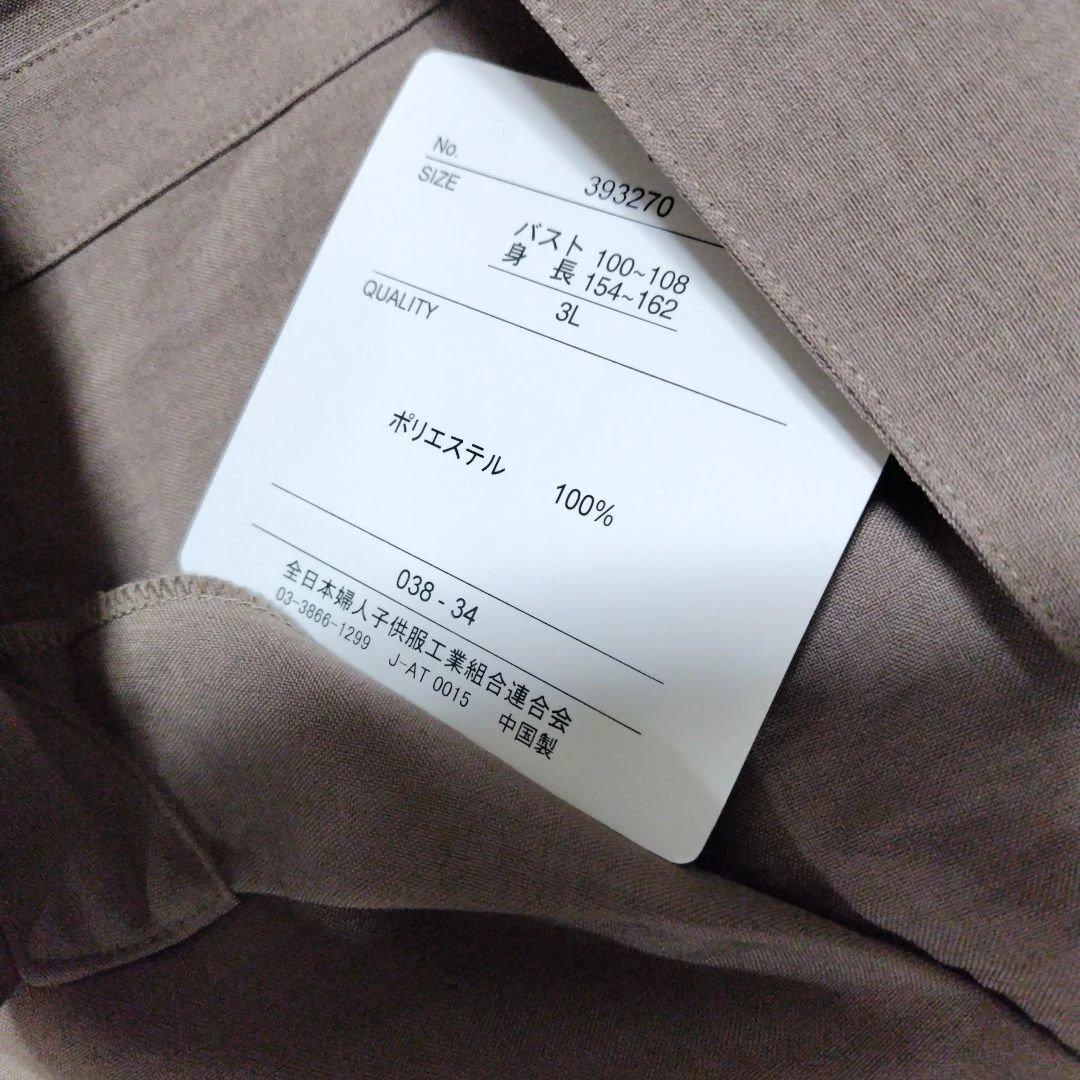 No. 393270
SIZE
バスト 100~108
身長 154~162
3L
QUALITY
ポリエステル 100%
038-34
全日本婦人子供服工業組合連合会
03-3866-1299 J-AT 0015
中国製